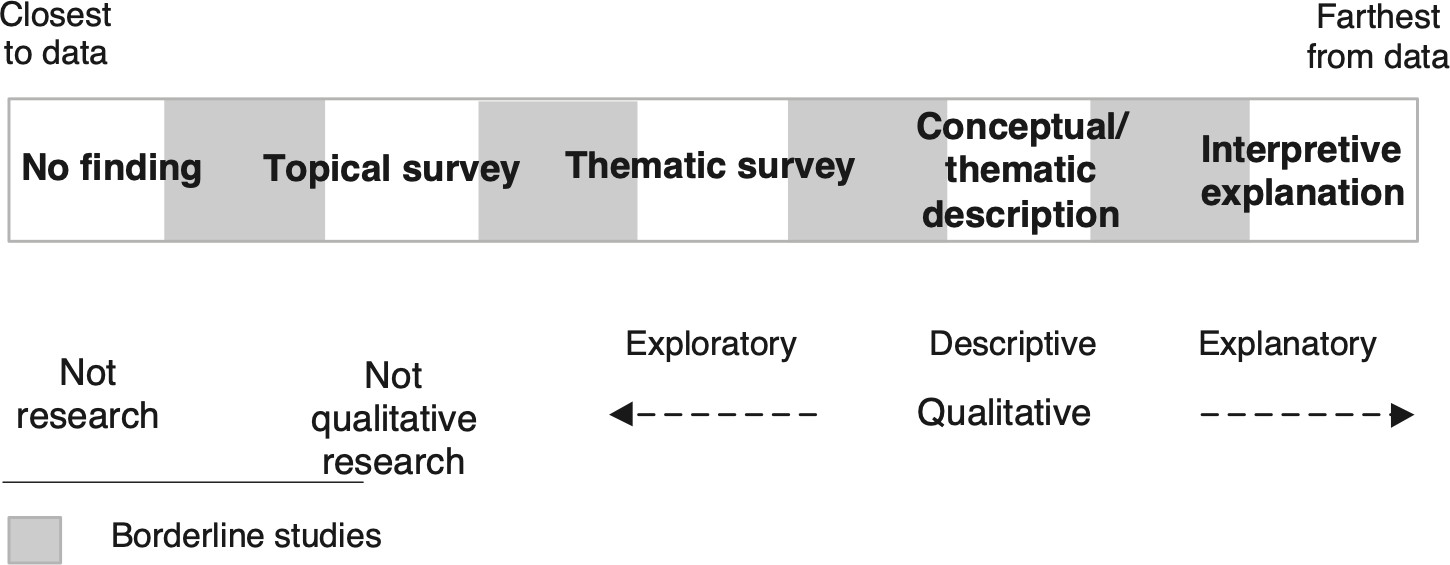 Closest
to data
Farthest
from data
No finding
Topical survey
Thematic survey
Conceptual/
thematic
description
Interpretive
explanation
Not
research
Not
qualitative
research
Exploratory
Descriptive
Explanatory
Qualitative
Borderline studies